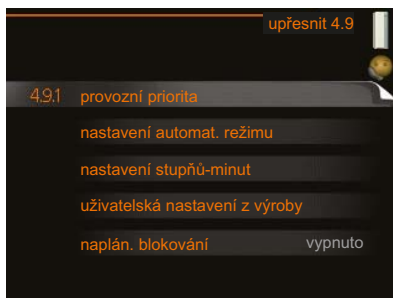 upřesnit 4.9
4.9.1 provozní priorita
nastavení automat. režimu
nastavení stupňů-minut
uživatelská nastavení z výroby
naplán. blokování vypnuto